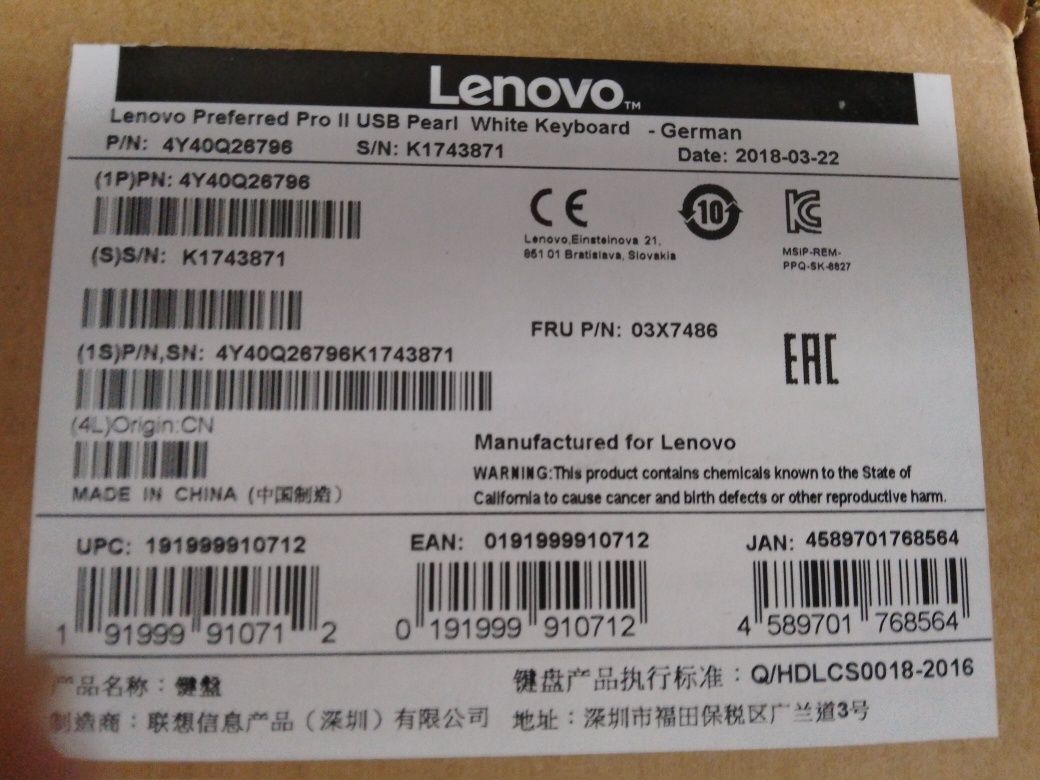 Lenovo™
Lenovo Preferred Pro II USB Pearl White Keyboard - German
P/N: 4Y40Q26796 S/N: K1743871 Date: 2018-03-22
(1P)PN: 4Y40Q26796
(S)S/N: K1743871
(1S)P/N,SN: 4Y40Q26796K1743871
(4L)Origin:CN
MADE IN CHINA (中国制造)
CE
Lenovo,Einsteinova 21,
851 01 Bratislava, Slovakia
10
KC
MSIP-REM-
PPQ-SK-8827
FRU P/N: 03X7486
EAC
Manufactured for Lenovo
WARNING:This product contains chemicals known to the State of
California to cause cancer and birth defects or other reproductive harm.
UPC: 191999910712
1 91999 91071 2
EAN: 0191999910712
0 191999 910712
JAN: 4589701768564
4 589701 768564
产品名称：键盤
制造商：联想信息产品（深圳）有限公司
键盘产品执行标准：Q/HDLCS0018-2016
地址：深圳市福田保税区广兰道3号